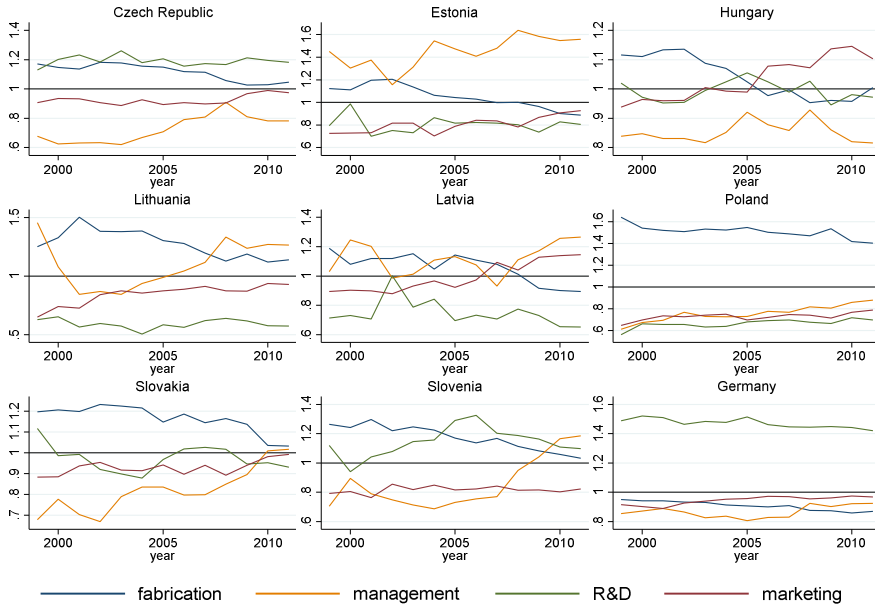 Czech Republic
1.4
1.2
1
.8
.6
2000 2005 2010
year
Estonia
1.6
1.4
1.2
1
.8
.6
2000 2005 2010
year
Hungary
1.2
1.1
1
.9
.8
2000 2005 2010
year
Lithuania
1.5
1
.5
2000 2005 2010
year
Latvia
1.4
1.2
1
.8
.6
2000 2005 2010
year
Poland
1.6
1.4
1.2
1
.8
.6
2000 2005 2010
year
Slovakia
1.2
1.1
1
.9
.8
.7
2000 2005 2010
year
Slovenia
1.6
1.4
1.2
1
.8
.6
2000 2005 2010
year
Germany
1.6
1.4
1.2
1
.8
2000 2005 2010
year
fabrication management R&D marketing